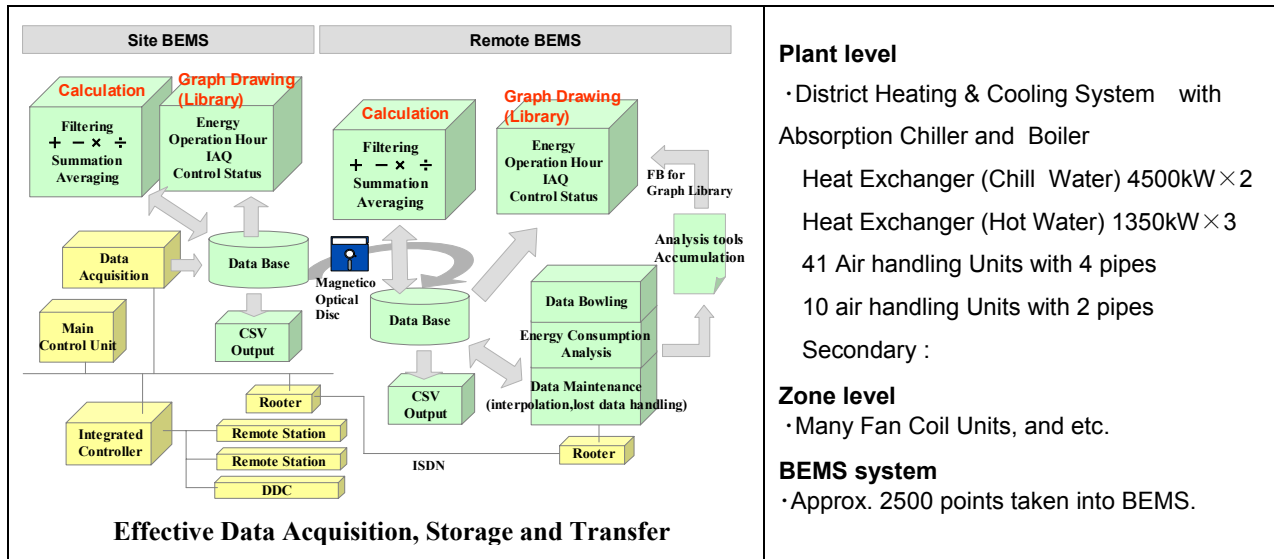 Site BEMS
Remote BEMS
Calculation
Filtering
+ − × ÷
Summation
Averaging
Graph Drawing
(Library)
Energy
Operation Hour
IAQ
Control Status
Calculation
Filtering
+ − × ÷
Summation
Averaging
Graph Drawing
(Library)
Energy
Operation Hour
IAQ
Control Status
FB for
Graph Library
Analysis tools
Accumulation
Data
Acquisition
Data Base
Magnetico
Optical
Disc
Data Base
Data Bowling
Energy Consumption
Analysis
Data Maintenance
(interpolation,lost data handling)
Main
Control Unit
CSV
Output
CSV
Output
Rooter
Integrated
Controller
Remote Station
Remote Station
DDC
ISDN
Rooter
Effective Data Acquisition, Storage and Transfer
Plant level
・District Heating & Cooling System with
Absorption Chiller and Boiler
Heat Exchanger (Chill Water) 4500kW×2
Heat Exchanger (Hot Water) 1350kW×3
41 Air handling Units with 4 pipes
10 air handling Units with 2 pipes
Secondary :
Zone level
・Many Fan Coil Units, and etc.
BEMS system
・Approx. 2500 points taken into BEMS.